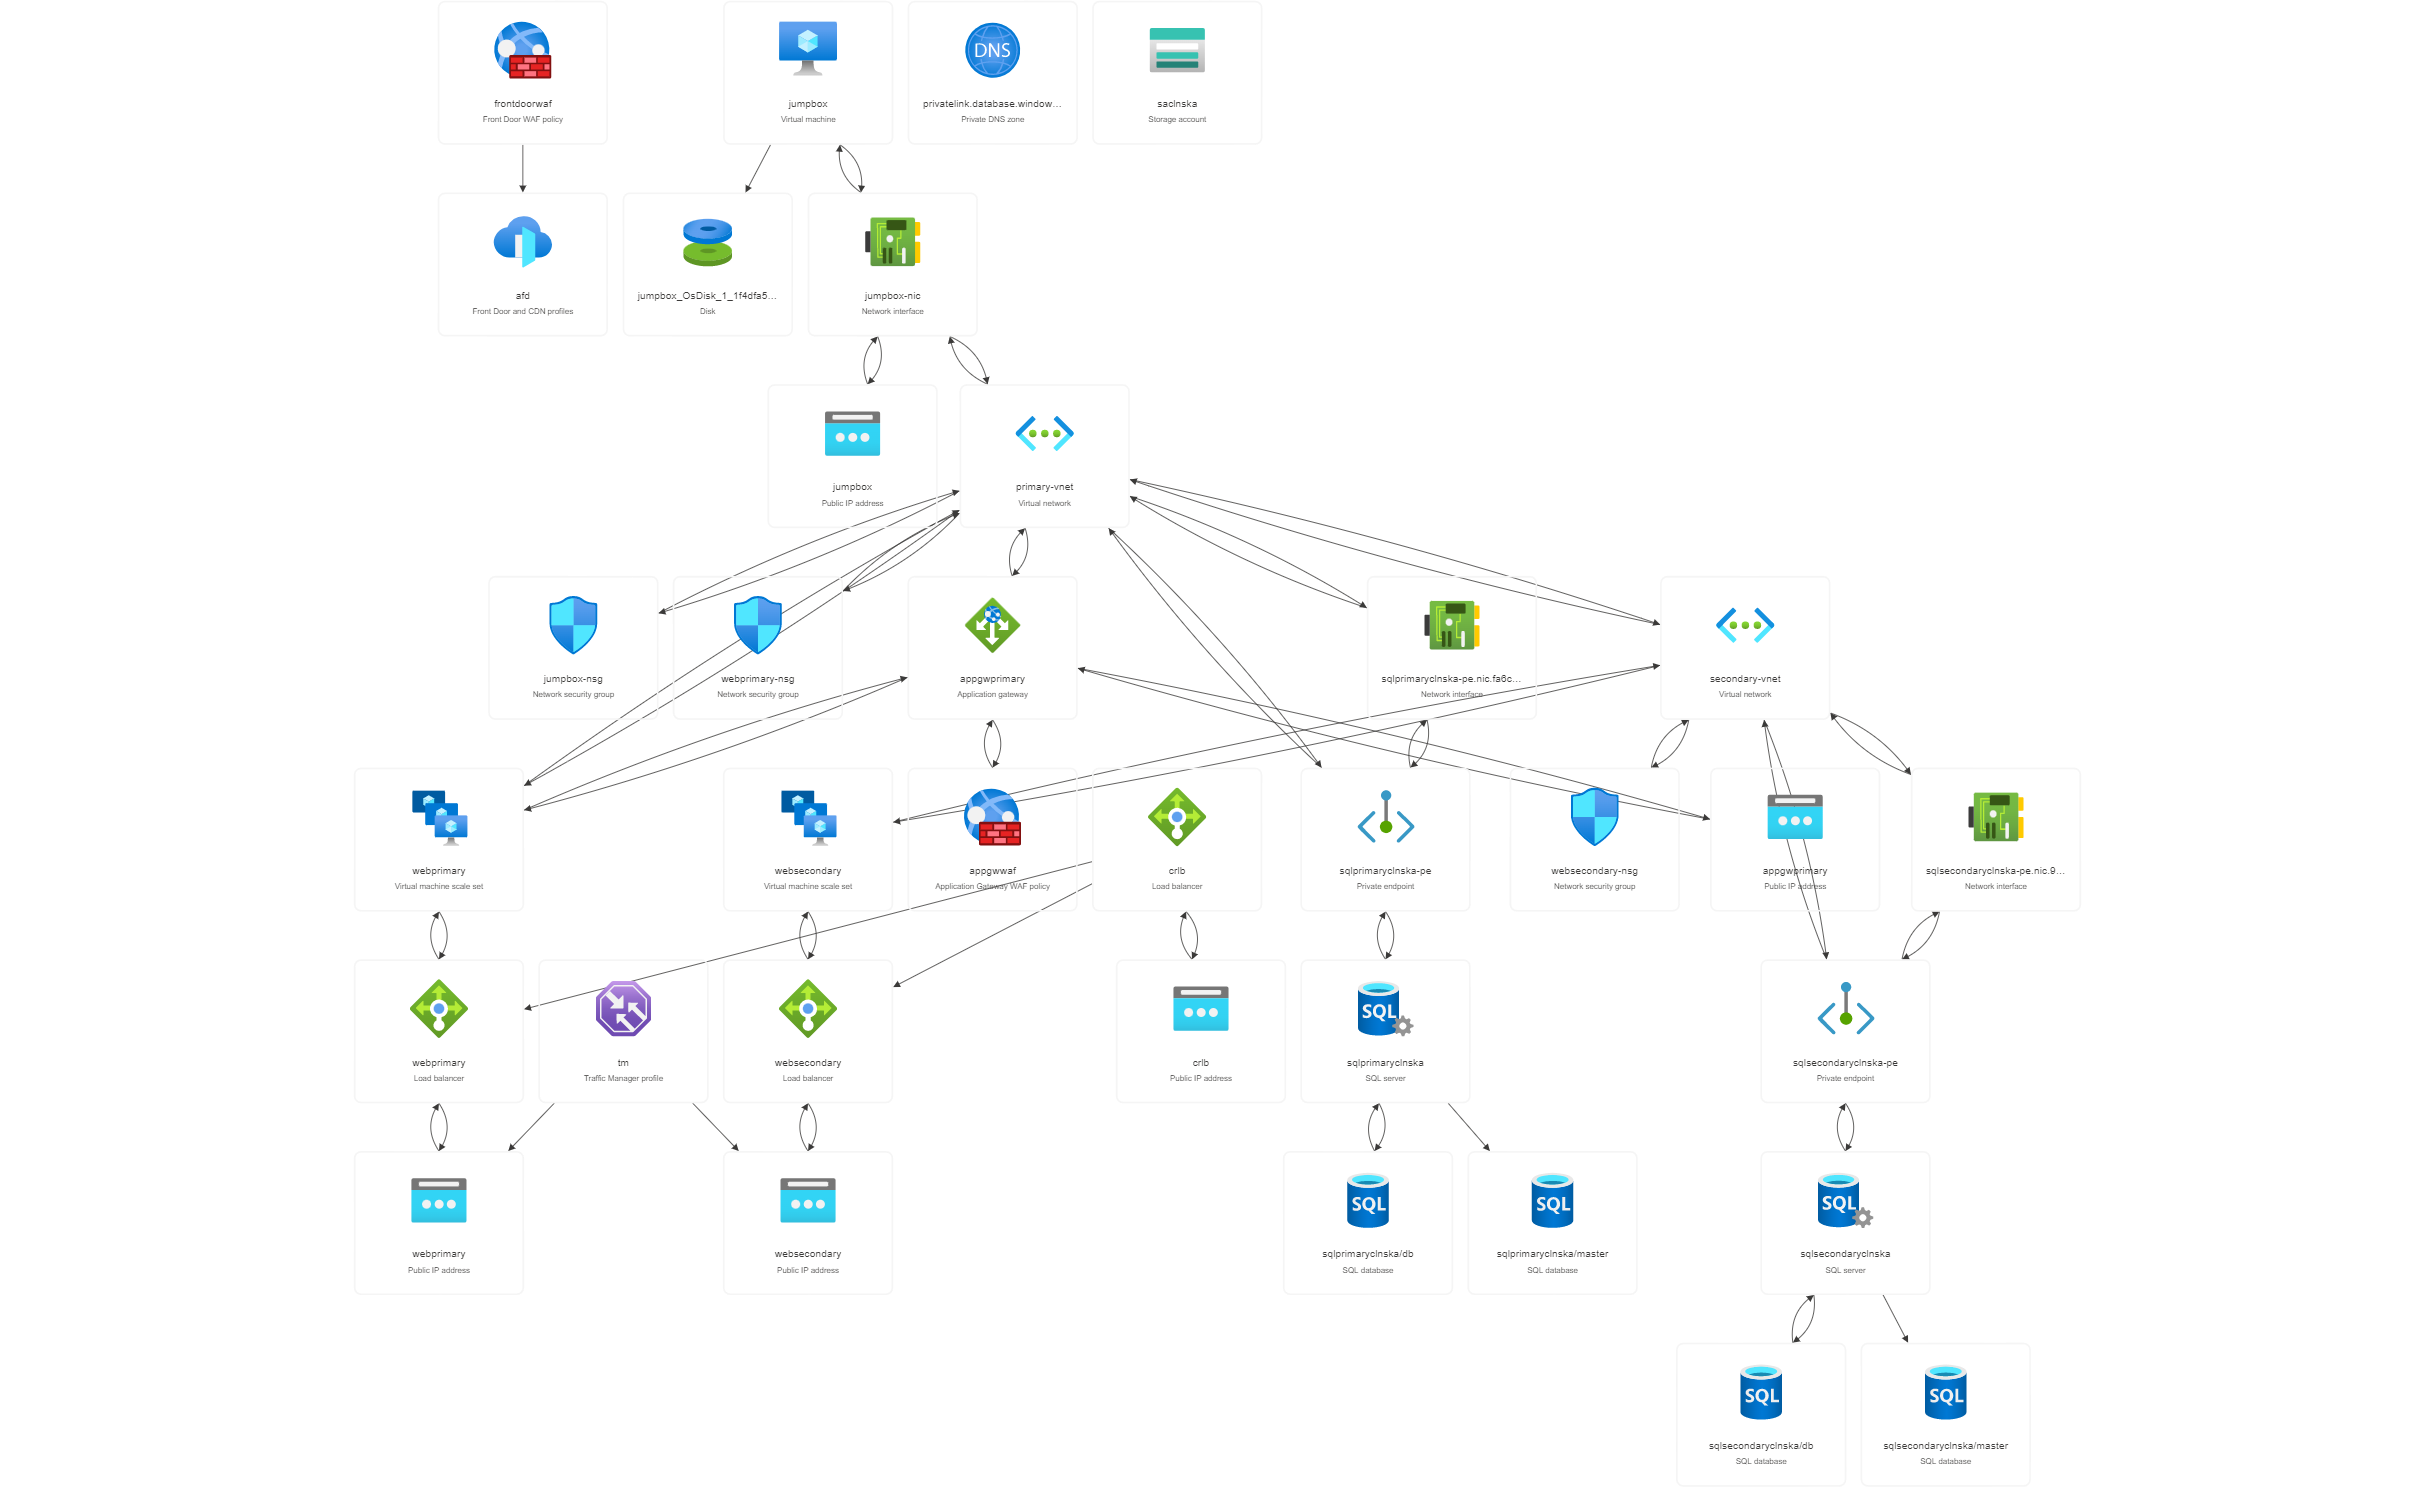 frontdoorwaf
Front Door WAF policy
jumpbox
Virtual machine
DNS
privatelink.database.window...
Private DNS zone
saclnska
Storage account
afd
Front Door and CDN profiles
jumpbox_OsDisk_1_1f4dfa5...
Disk
jumpbox-nic
Network interface
jumpbox
Public IP address
primary-vnet
Virtual network
jumpbox-nsg
Network security group
webprimary-nsg
Network security group
appgwprimary
Application gateway
sqlprimaryclnska-pe.nic.fa6c...
Network interface
secondary-vnet
Virtual network
webprimary
Virtual machine scale set
websecondary
Virtual machine scale set
appgwwaf
Application Gateway WAF policy
crlb
Load balancer
sqlprimaryclnska-pe
Private endpoint
websecondary-nsg
Network security group
appgwprimary
Public IP address
sqlsecondaryclnska-pe.nic.9...
Network interface
webprimary
Load balancer
tm
Traffic Manager profile
websecondary
Load balancer
crlb
Public IP address
SQL
sqlprimaryclnska
SQL server
sqlsecondaryclnska-pe
Private endpoint
webprimary
Public IP address
websecondary
Public IP address
SQL
sqlprimaryclnska/db
SQL database
SQL
sqlprimaryclnska/master
SQL database
SQL
sqlsecondaryclnska
SQL server
SQL
sqlsecondaryclnska/db
SQL database
SQL
sqlsecondaryclnska/master
SQL database